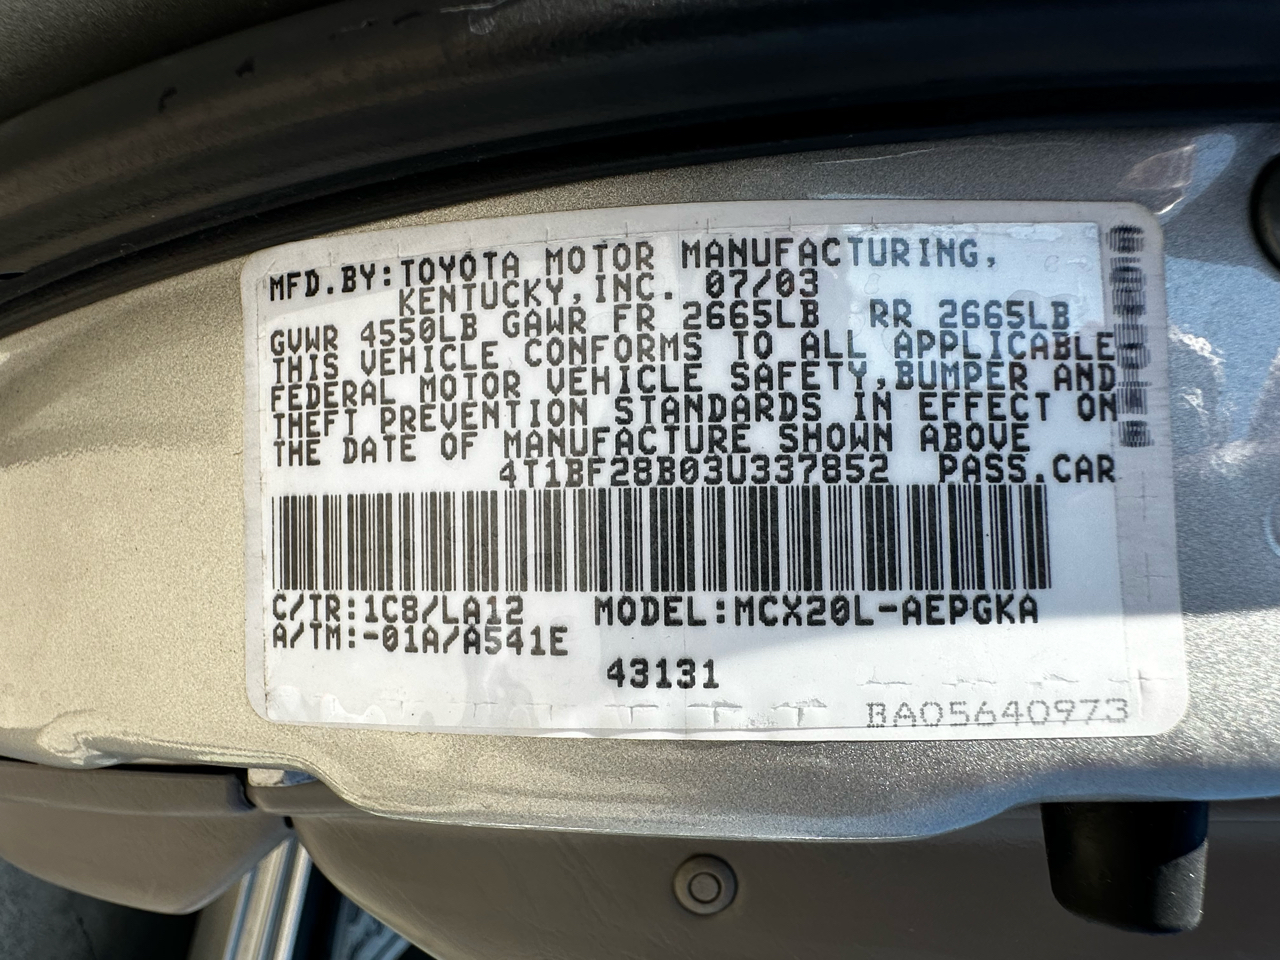 MFD.BY:TOYOTA MOTOR MANUFACTURING,
KENTUCKY,INC. 07/03
GVWR 4550LB GAWR FR 2665LB RR 2665LB
THIS VEHICLE CONFORMS TO ALL APPLICABLE
FEDERAL MOTOR VEHICLE SAFETY,BUMPER AND
THEFT PREVENTION STANDARDS IN EFFECT ON
THE DATE OF MANUFACTURE SHOWN ABOVE
4T1BF28B03U337852 PASS.CAR
C/TR:1C8/LA12 MODEL:MCX20L-AEPGKA
A/TM:-01A/A541E
43131
BA05640973